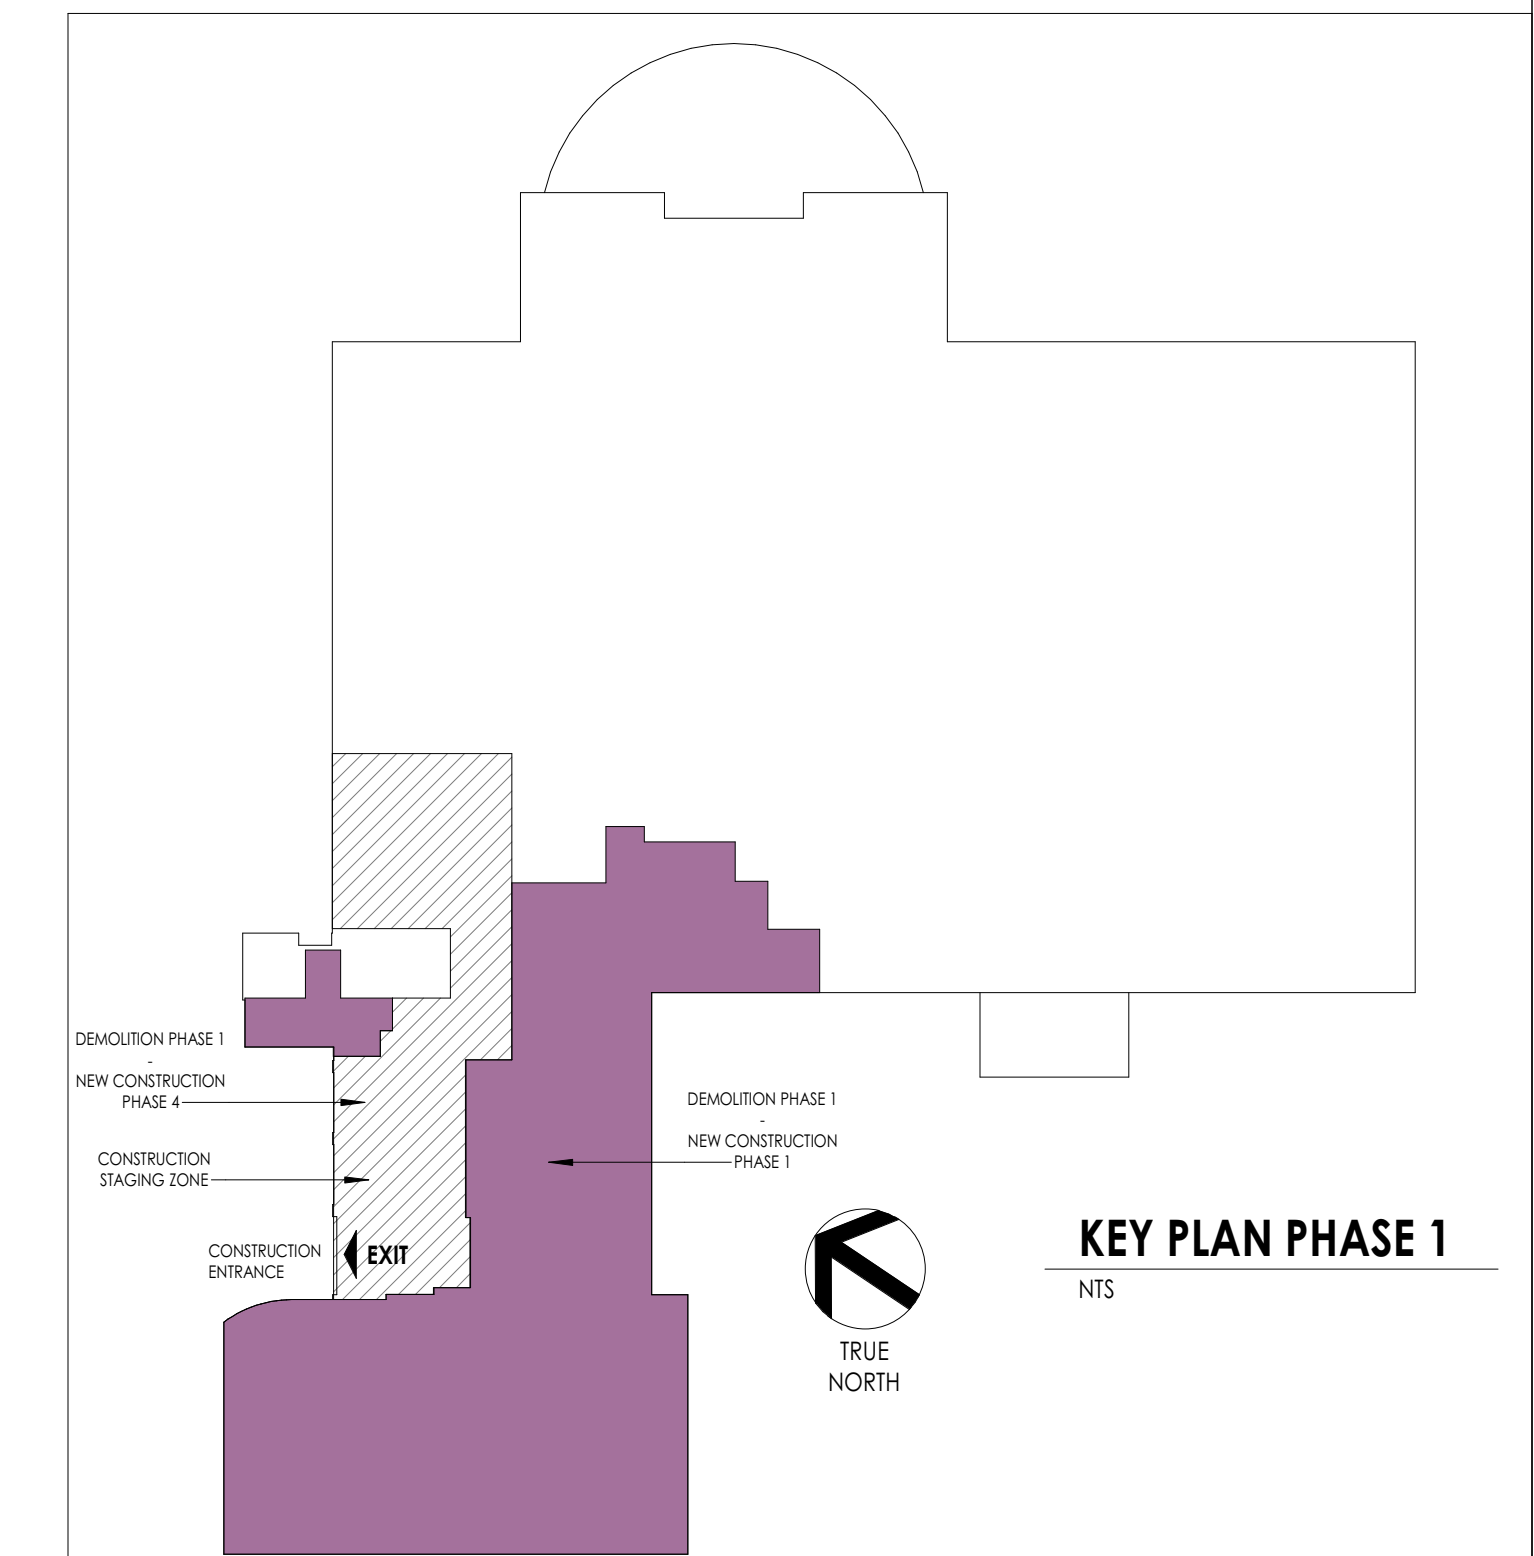 DEMOLITION PHASE 1
-
NEW CONSTRUCTION
PHASE 4
CONSTRUCTION
STAGING ZONE
CONSTRUCTION
ENTRANCE
EXIT
DEMOLITION PHASE 1
-
NEW CONSTRUCTION
PHASE 1
TRUE
NORTH
KEY PLAN PHASE 1
NTS